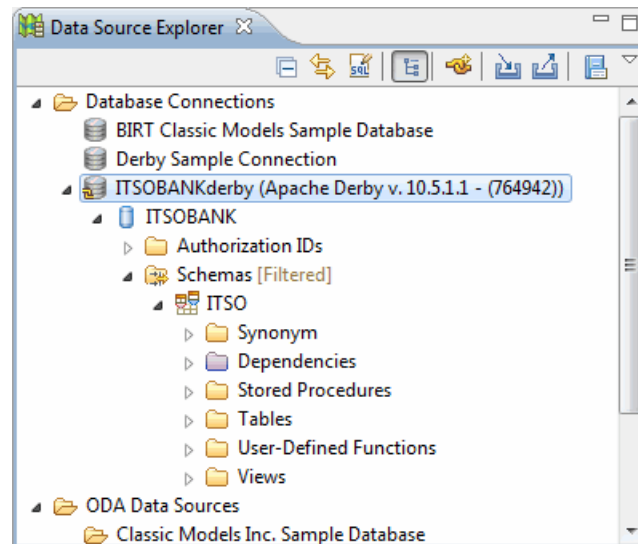 Data Source Explorer
SQL
Database Connections
BIRT Classic Models Sample Database
Derby Sample Connection
ITSOBANKderby (Apache Derby v. 10.5.1.1 - (764942))
ITSOBANK
Authorization IDs
Schemas [Filtered]
ITSO
Synonym
Dependencies
Stored Procedures
Tables
User-Defined Functions
Views
ODA Data Sources
Classic Models Inc. Sample Database